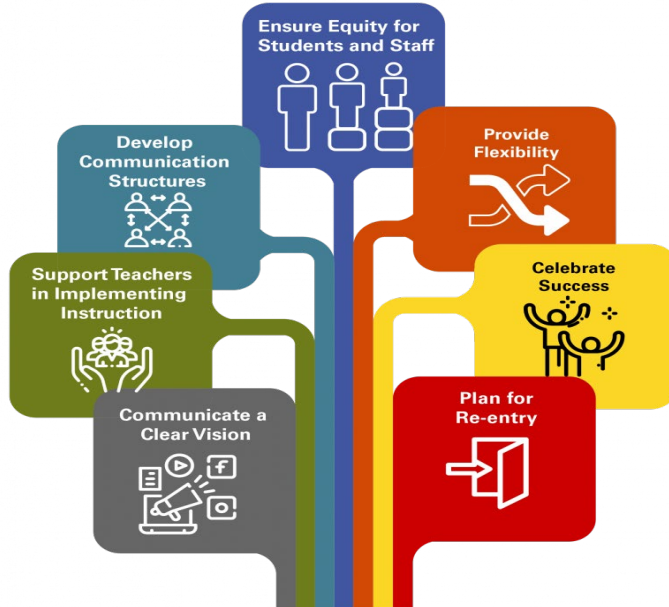 Ensure Equity for
Students and Staff
Develop
Communication
Structures
Provide
Flexibility
Support Teachers
in Implementing
Instruction
Celebrate
Success
Communicate a
Clear Vision
Plan for
Re-entry